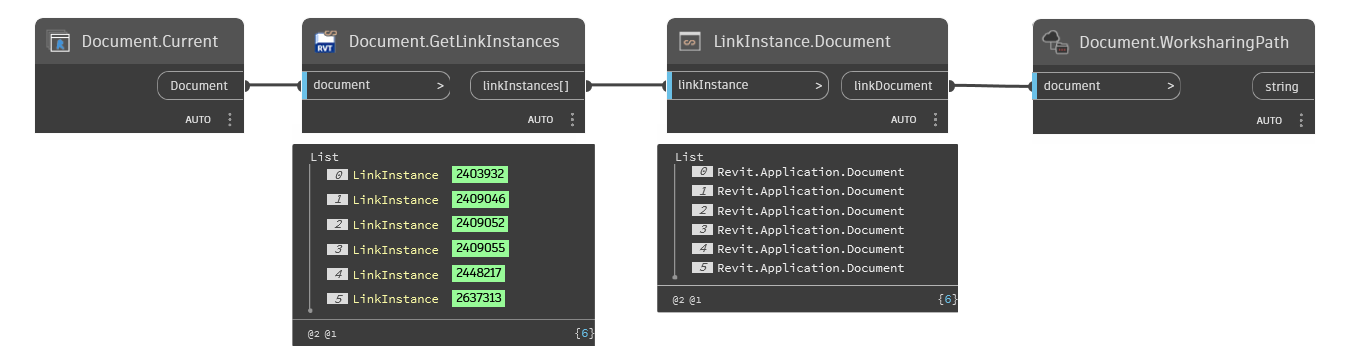 Document.Current
Document
AUTO
RVT
Document.GetLinkInstances
document >
linkInstances[]
AUTO
List
0 LinkInstance 2403932
1 LinkInstance 2409046
2 LinkInstance 2409052
3 LinkInstance 2409055
4 LinkInstance 2448217
5 LinkInstance 2637313
@2 @1 {6}
LinkInstance.Document
linkInstance >
linkDocument
AUTO
List
0 Revit.Application.Document
1 Revit.Application.Document
2 Revit.Application.Document
3 Revit.Application.Document
4 Revit.Application.Document
5 Revit.Application.Document
@2 @1 {6}
Document.WorksharingPath
document >
string
AUTO